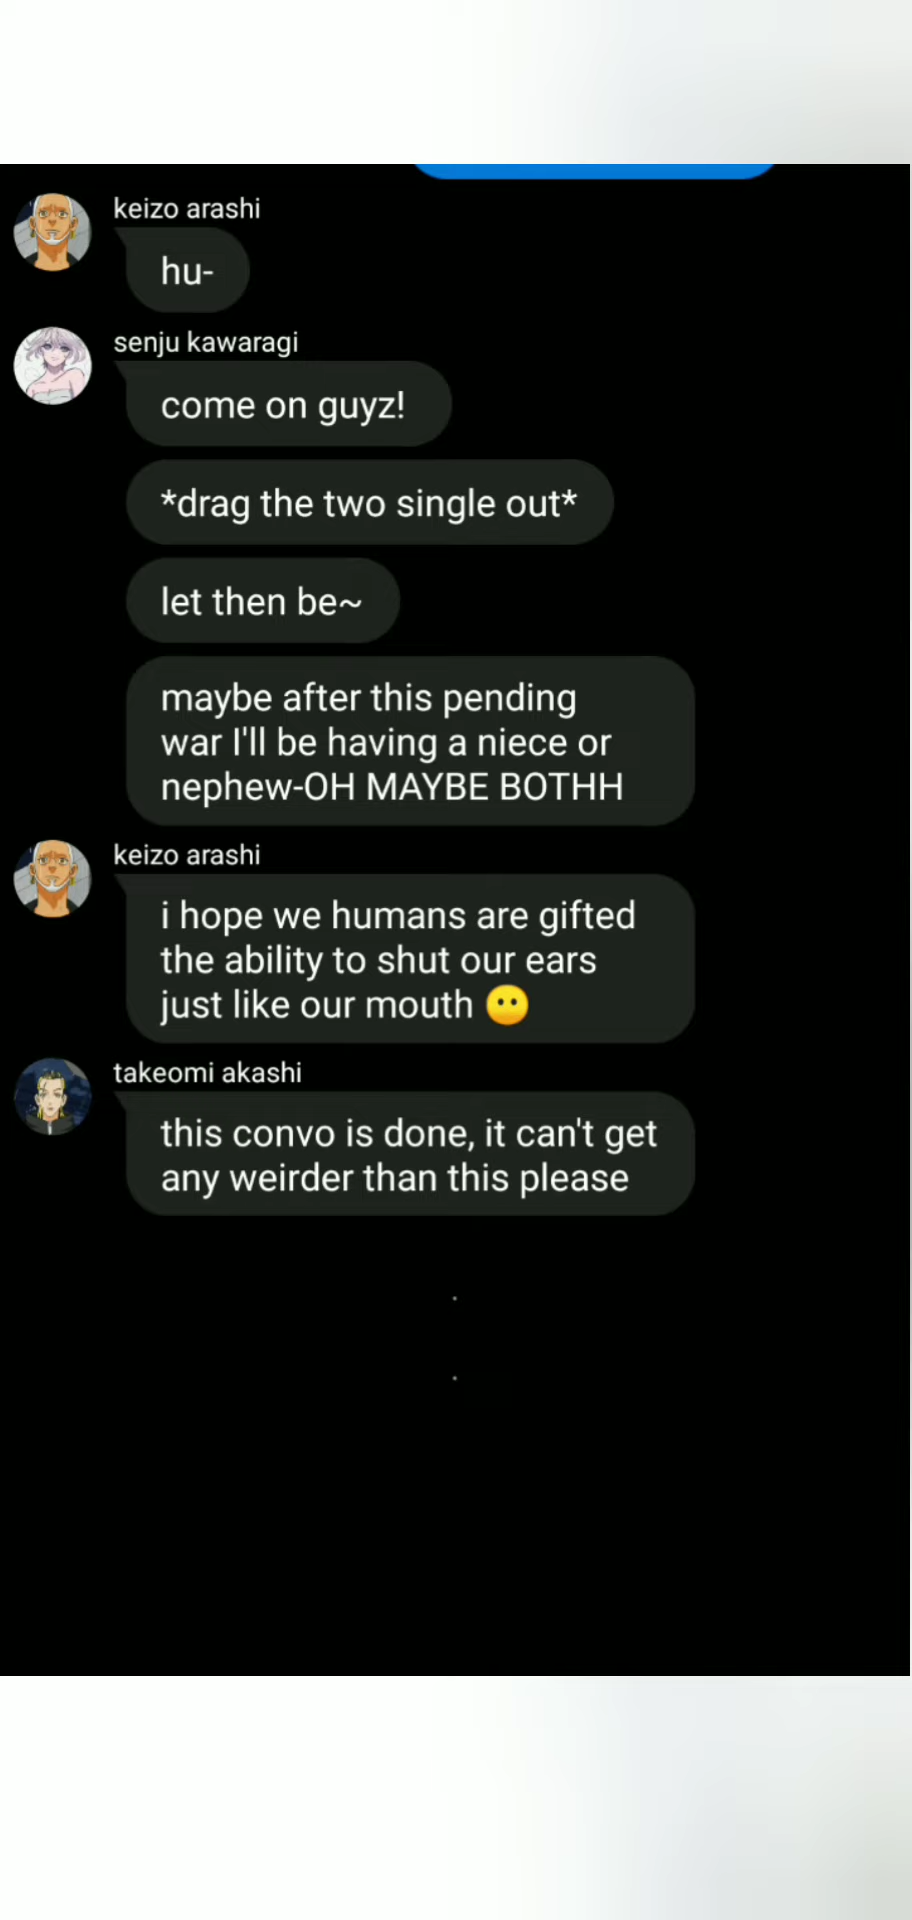 keizo arashi
hu-
senju kawaragi
come on guyz!
*drag the two single out*
let then be~
maybe after this pending
war I'll be having a niece or
nephew-OH MAYBE BOTHH
keizo arashi
i hope we humans are gifted
the ability to shut our ears
just like our mouth 😶
takeomi akashi
this convo is done, it can't get
any weirder than this please
.
.